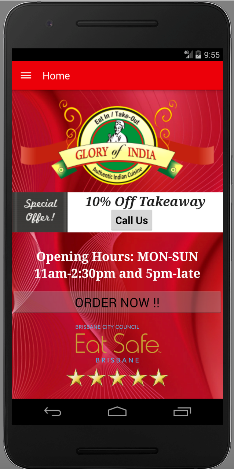 9:55
Home
Eat in / Take-Out
GLORY of INDIA
Authentic Indian Cuisine
Special
Offer!
10% Off Takeaway
Call Us
Opening Hours: MON-SUN
11am-2:30pm and 5pm-late
ORDER NOW !!
BRISBANE CITY COUNCIL
Eat Safe
BRISBANE